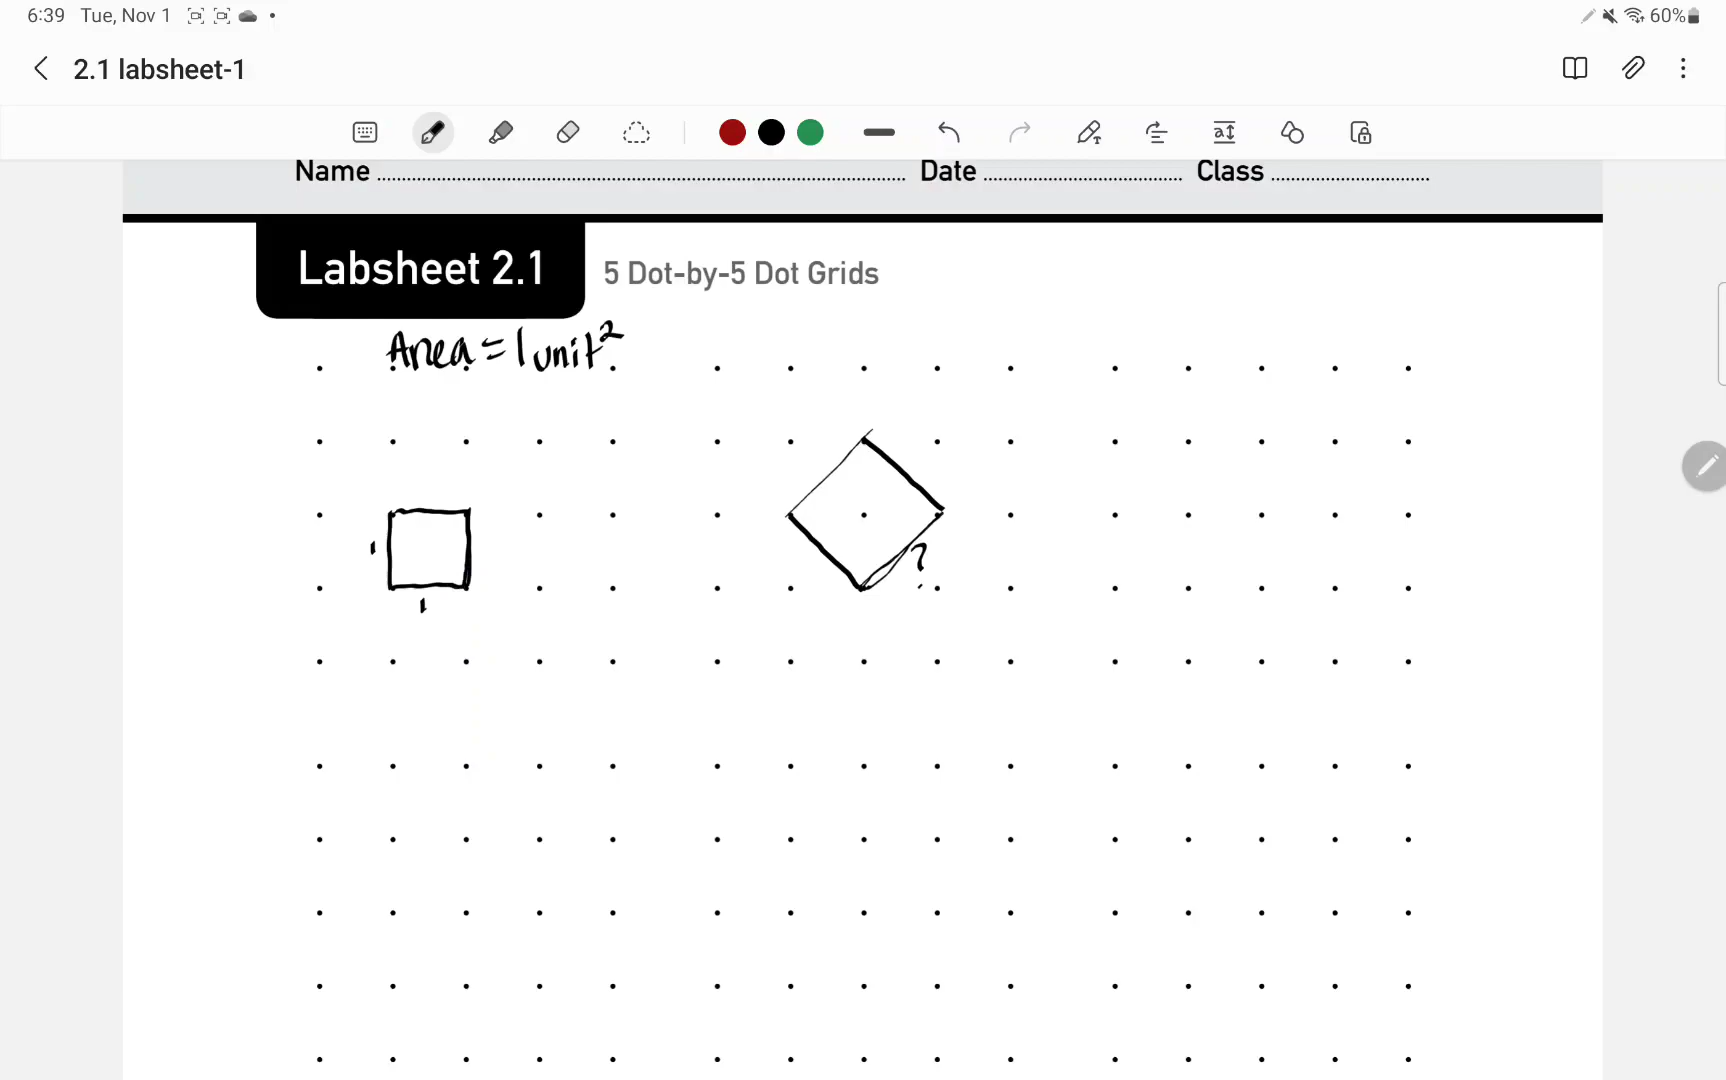 6:39 Tue, Nov 1 60%
2.1 labsheet-1
Name ........................ Date ........................ Class ........................
Labsheet 2.1 5 Dot-by-5 Dot Grids
Area = 1 unit²
1
?
1